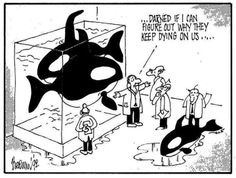 ...DARNED IF I CAN
FIGURE OUT WHY THEY
KEEP DYING ON US.....